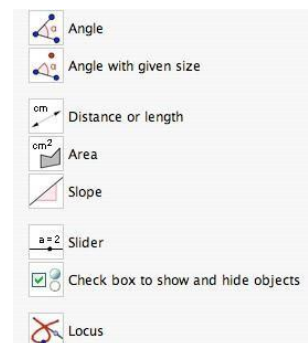 α Angle
α Angle with given size
cm Distance or length
cm² Area
Slope
a=2 Slider
Check box to show and hide objects
Locus